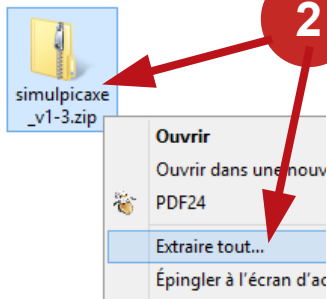 2
simulpicaxe
_v1-3.zip
Ouvrir
Ouvrir dans une nouv
PDF24
Extraire tout...
Épingler à l'écran d'ac